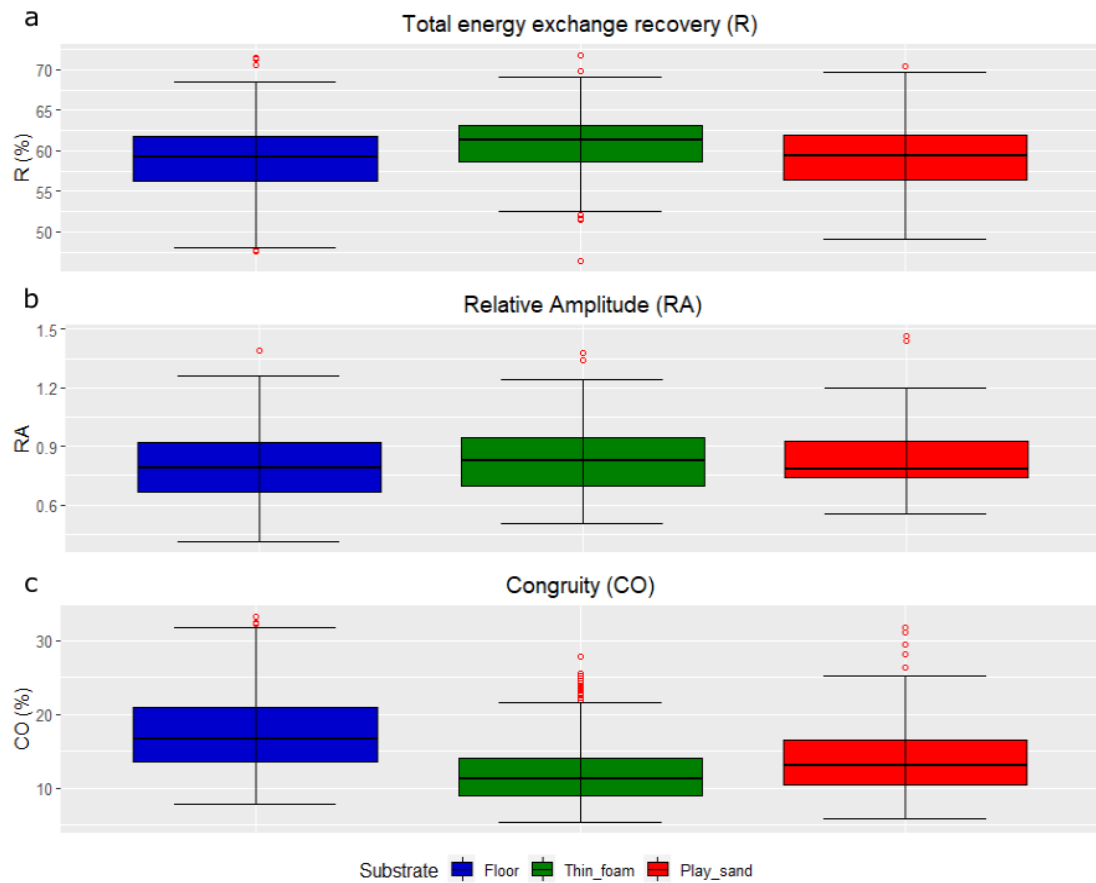 a
Total energy exchange recovery (R)
R (%)
70
65
60
55
50
b
Relative Amplitude (RA)
RA
1.5
1.2
0.9
0.6
c
Congruity (CO)
CO (%)
30
20
10
Substrate Floor Thin_foam Play_sand